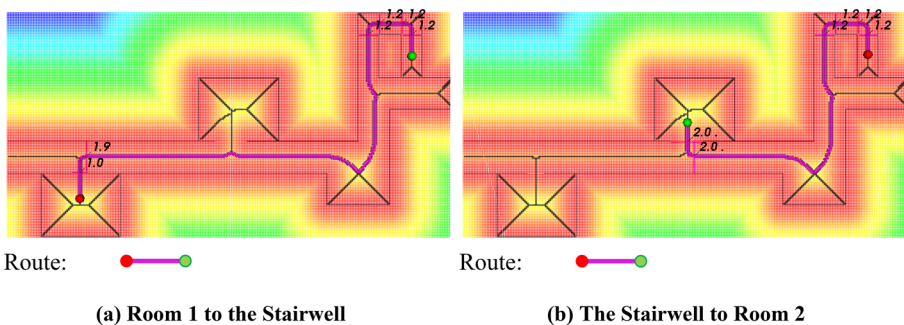 1.2 1.2
1.2 1.2
1.9
1.0
1.2 1.2
1.2 1.2
2.0 .
2.0 .
Route:
Route:
(a) Room 1 to the Stairwell
(b) The Stairwell to Room 2